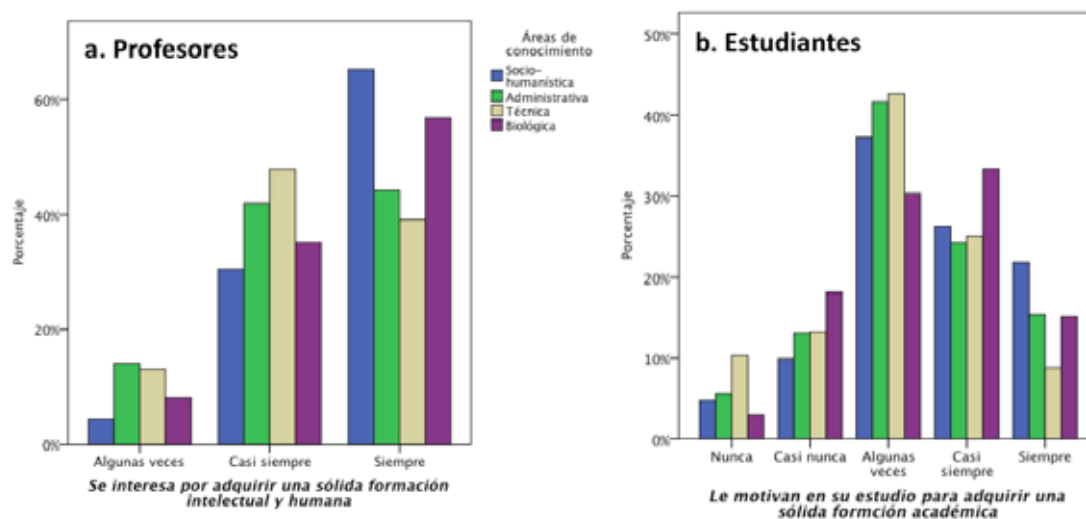 a. Profesores
60%
40%
20%
0%
Porcentaje
Algunas veces
Casi siempre
Siempre
Se interesa por adquirir una sólida formación
intelectual y humana
Áreas de
conocimiento
Socio-
humanística
Administrativa
Técnica
Biológica
b. Estudiantes
50%
40%
30%
20%
10%
0%
Porcentaje
Nunca
Casi nunca
Algunas
veces
Casi
siempre
Siempre
Le motivan en su estudio para adquirir una
sólida formción académica